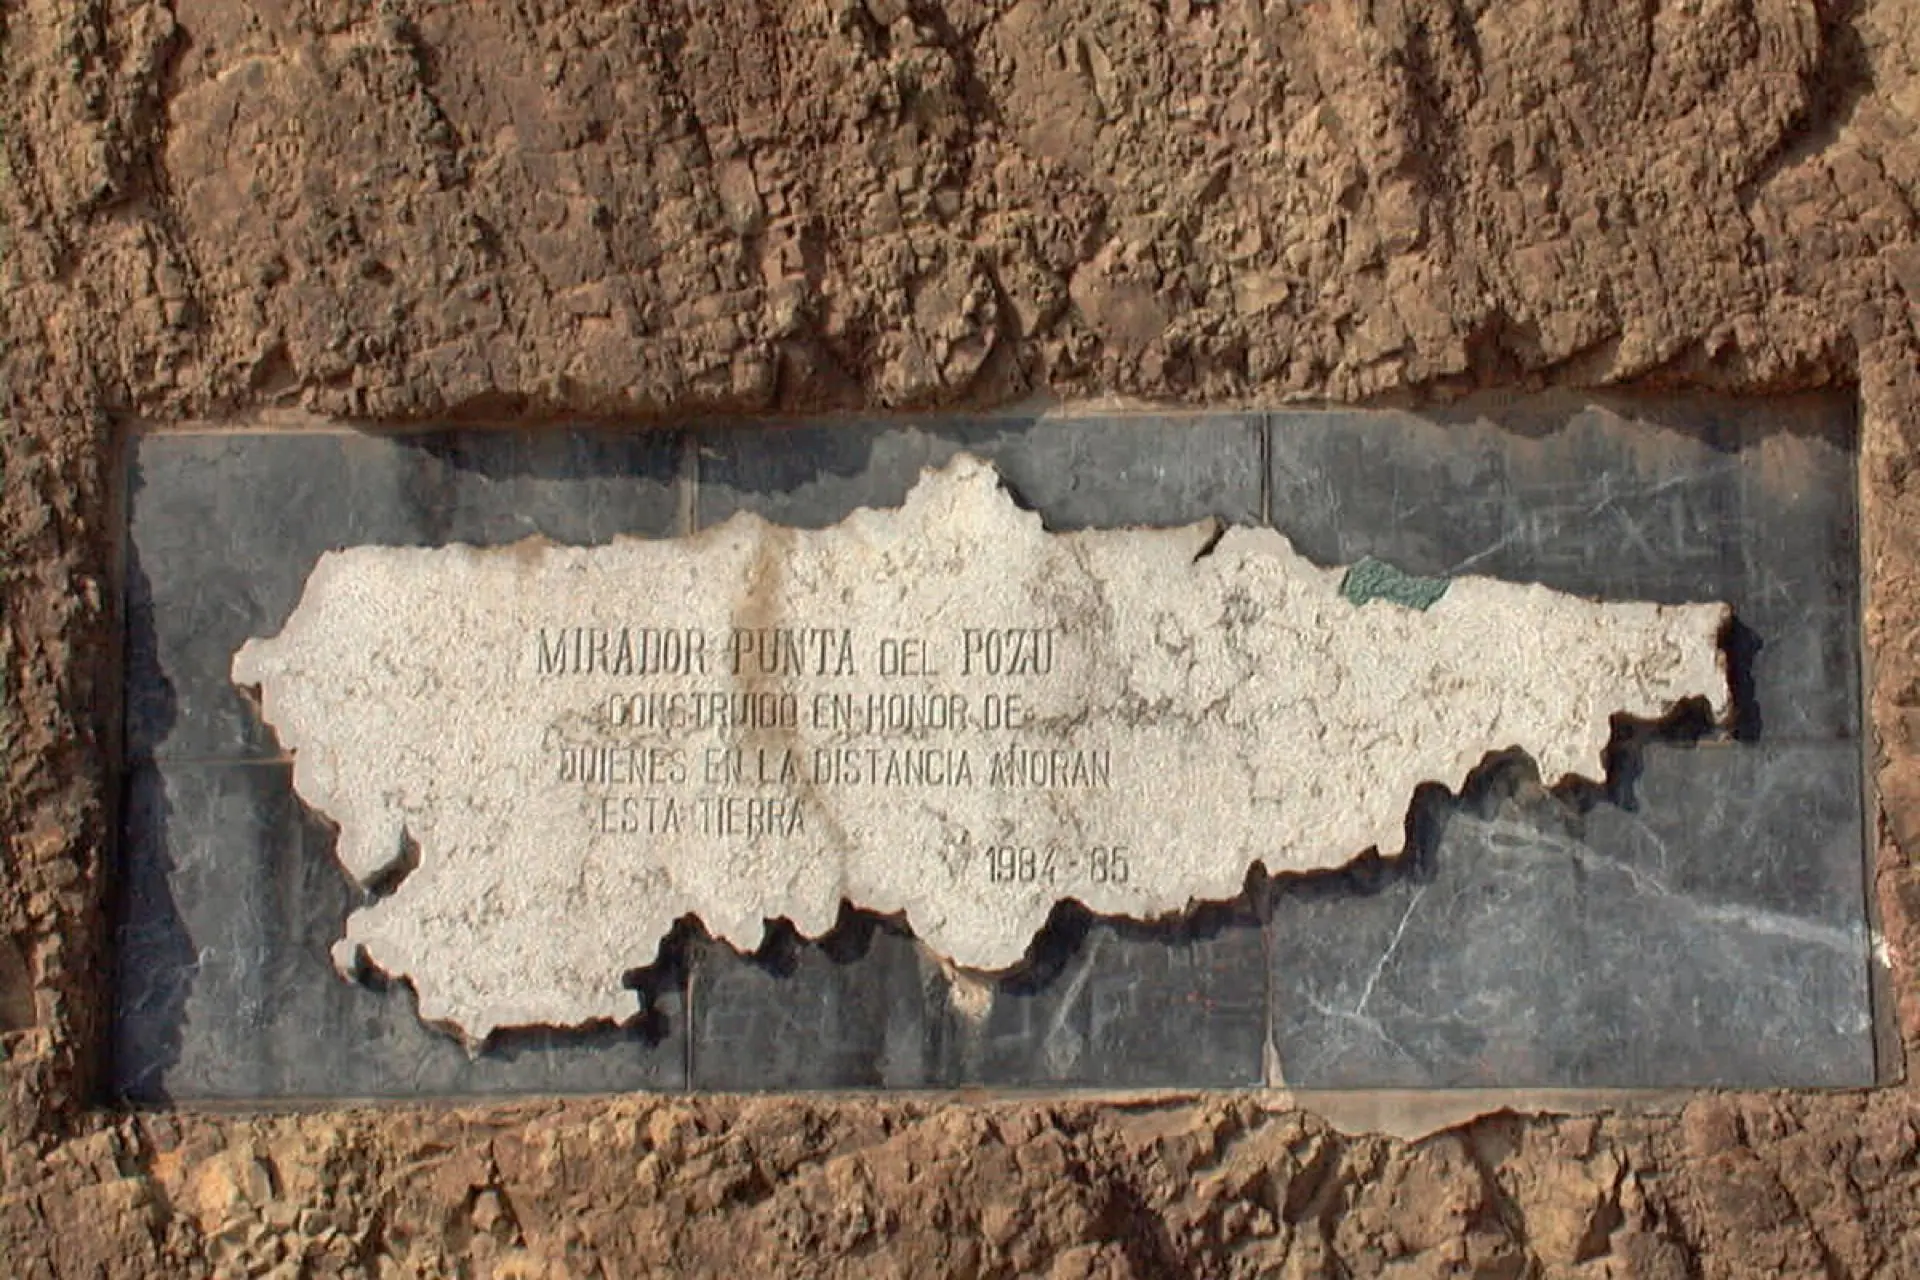 MIRADOR PUNTA DEL POZU
CONSTRUIDO EN HONOR DE
QUIENES EN LA DISTANCIA AÑORAN
ESTA TIERRA
1984-85